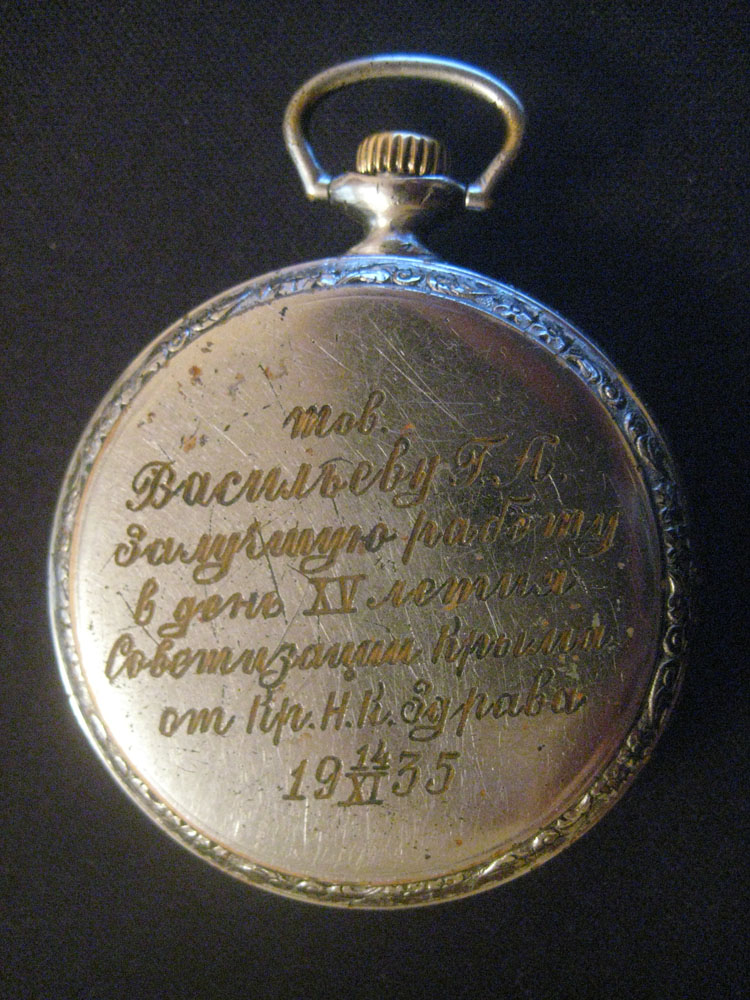 тов.
Васильеву Г. А.
за лучшую работу
в день XV летия
Советизации Крыма
от Кр. Н. К. Здрава
19 14/XI 35